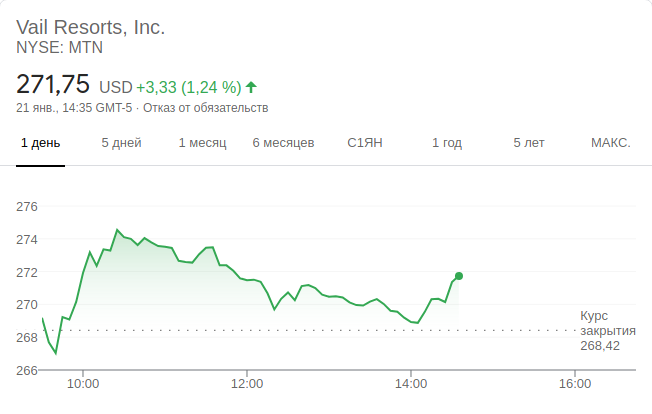 Vail Resorts, Inc.
NYSE: MTN
271,75 USD +3,33 (1,24 %)
21 янв., 14:35 GMT-5 · Отказ от обязательств
1 день 5 дней 1 месяц 6 месяцев С1ЯН 1 год 5 лет МАКС.
276
274
272
270
268
266
Курс
закрытия
268,42
10:00 12:00 14:00 16:00